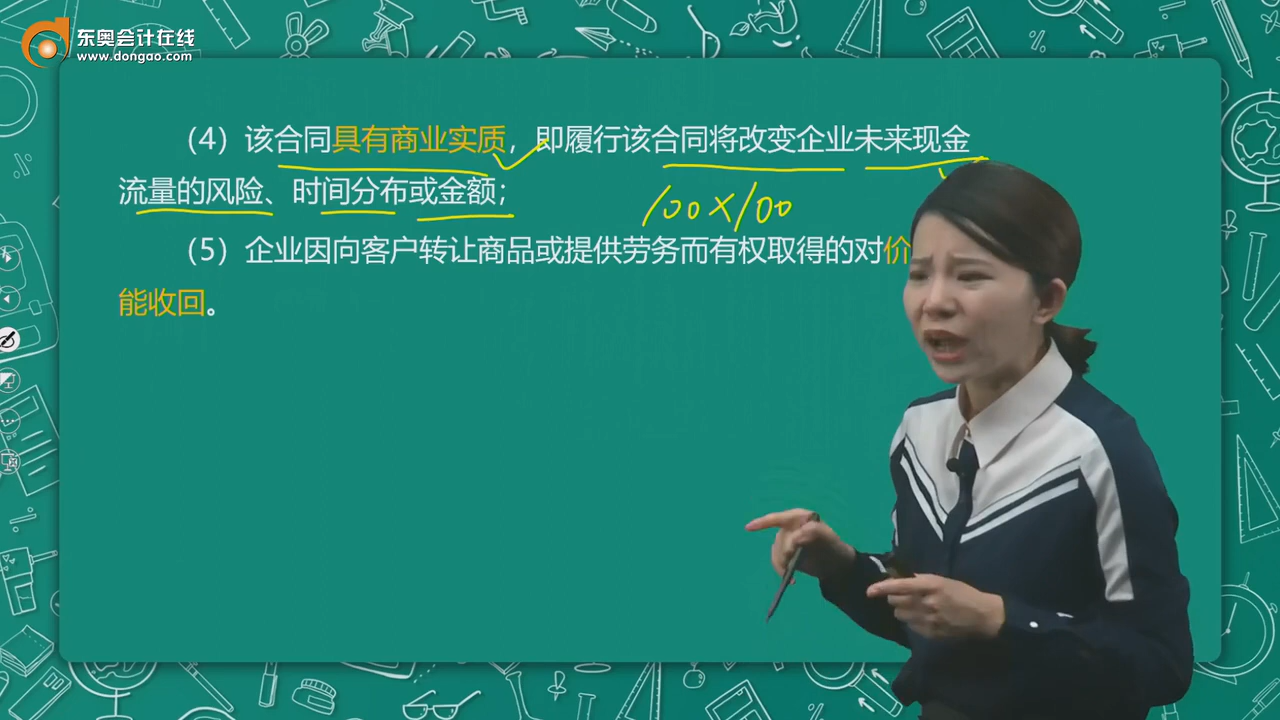 东奥会计在线
www.dongao.com
（4）该合同具有商业实质，即履行该合同将改变企业未来现金
流量的风险、时间分布或金额；
100×100
（5）企业因向客户转让商品或提供劳务而有权取得的对价
能收回。